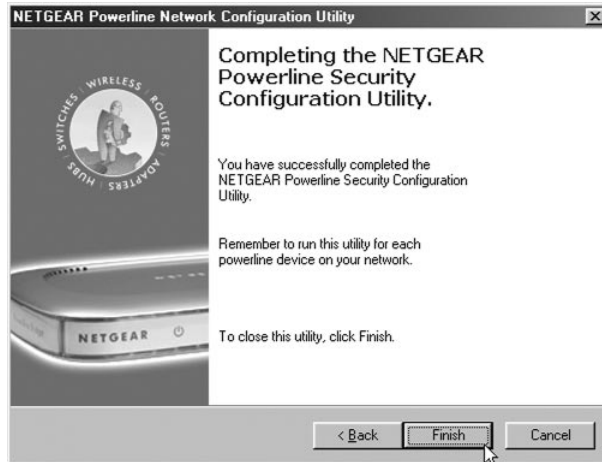 NETGEAR Powerline Network Configuration Utility
SWITCHES WIRELESS ROUTERS ADAPTERS HUBS
Completing the NETGEAR
Powerline Security
Configuration Utility.
You have successfully completed the
NETGEAR Powerline Security Configuration
Utility.
Remember to run this utility for each
powerline device on your network.
NETGEAR
To close this utility, click Finish.
< Back
Finish
Cancel